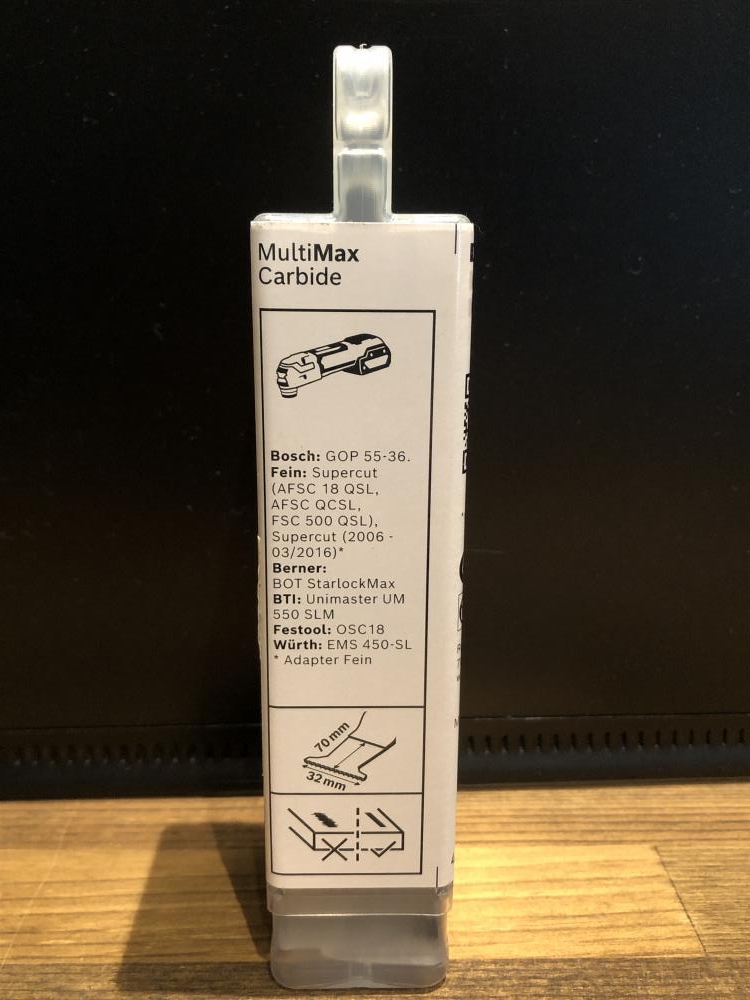 MultiMax
Carbide
Bosch: GOP 55-36.
Fein: Supercut
(AFSC 18 QSL,
AFSC QCSL,
FSC 500 QSL),
Supercut (2006 -
03/2016)*
Berner:
BOT StarlockMax
BTI: Unimaster UM
550 SLM
Festool: OSC18
Würth: EMS 450-SL
* Adapter Fein
70 mm
32 mm